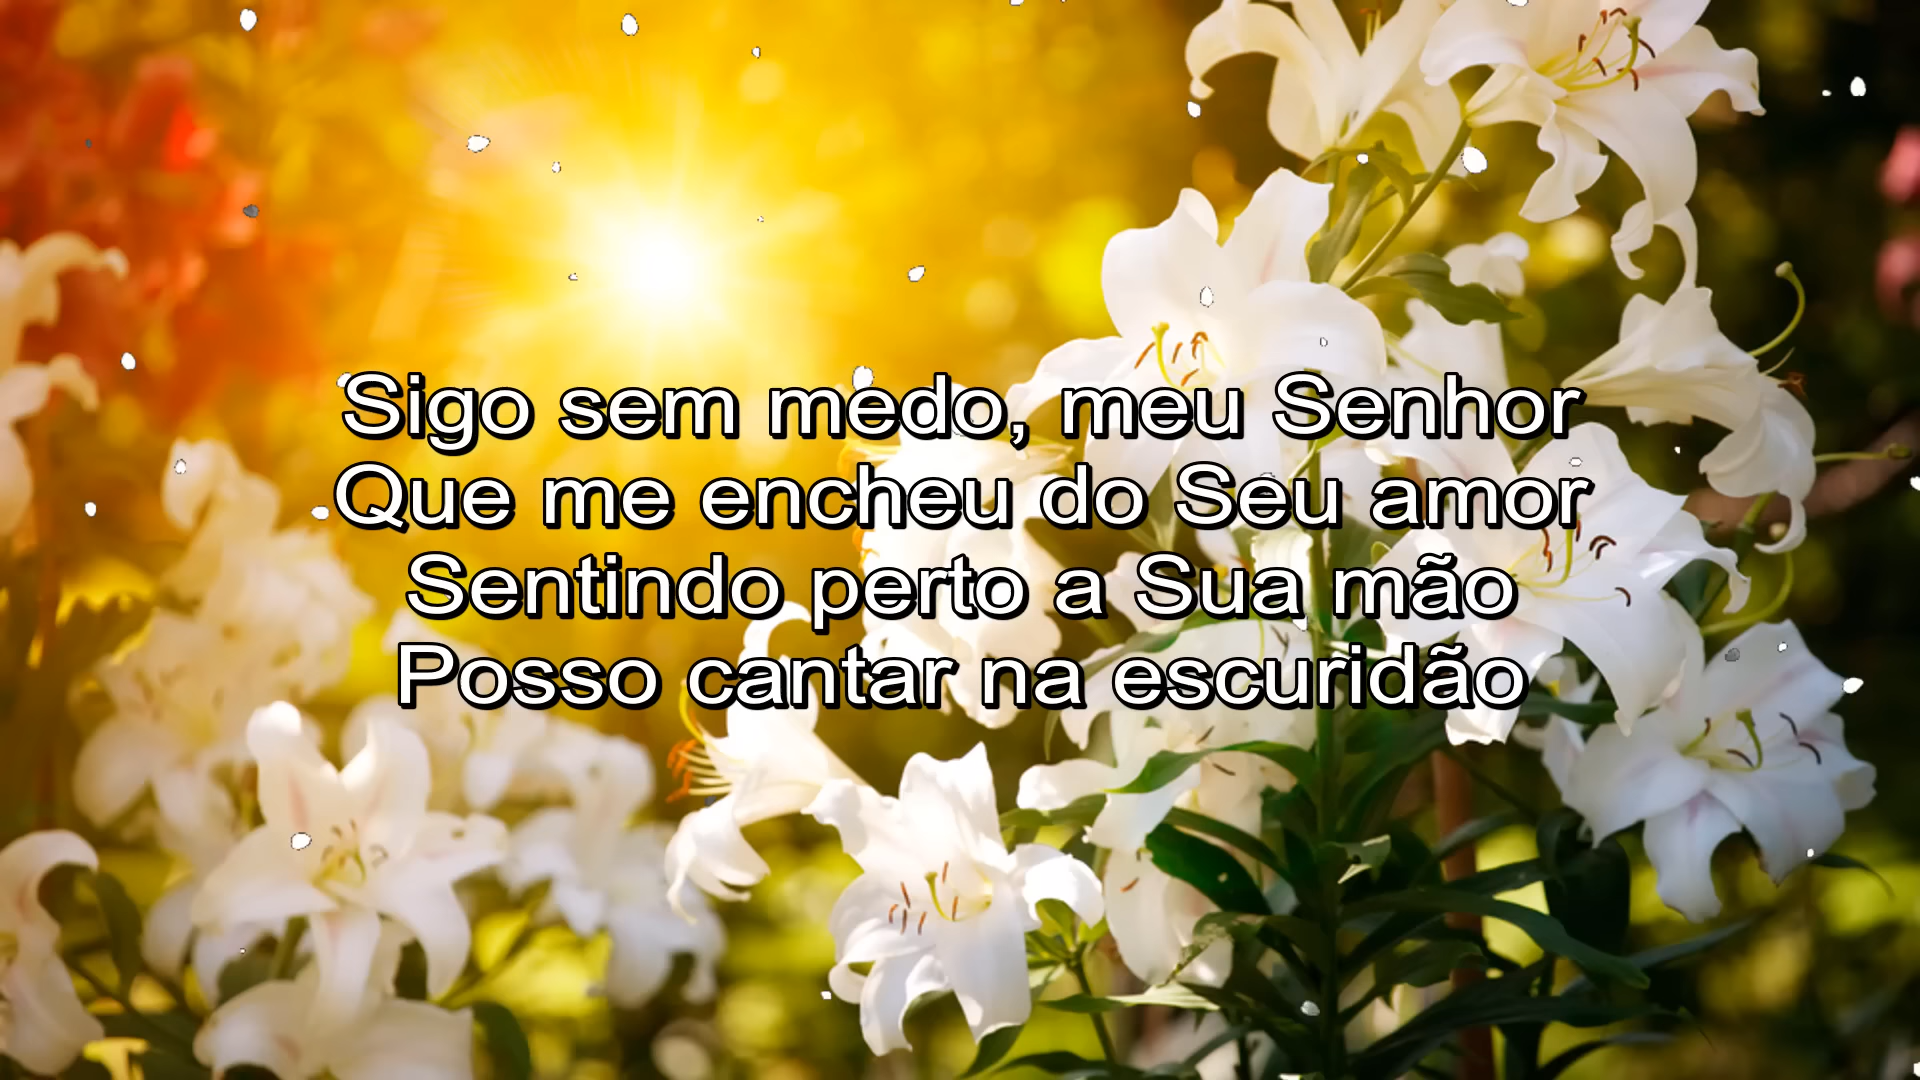 Sigo sem medo, meu Senhor
Que me encheu do Seu amor
Sentindo perto a Sua mão
Posso cantar na escuridão